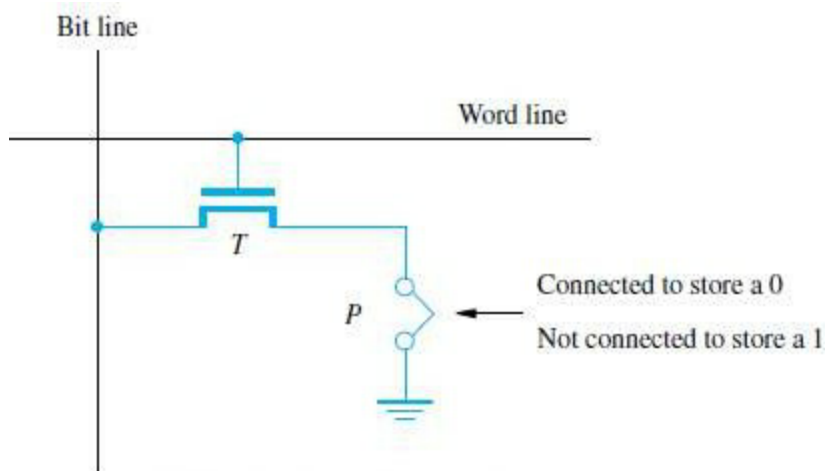 Bit line
Word line
T
P
Connected to store a 0
Not connected to store a 1